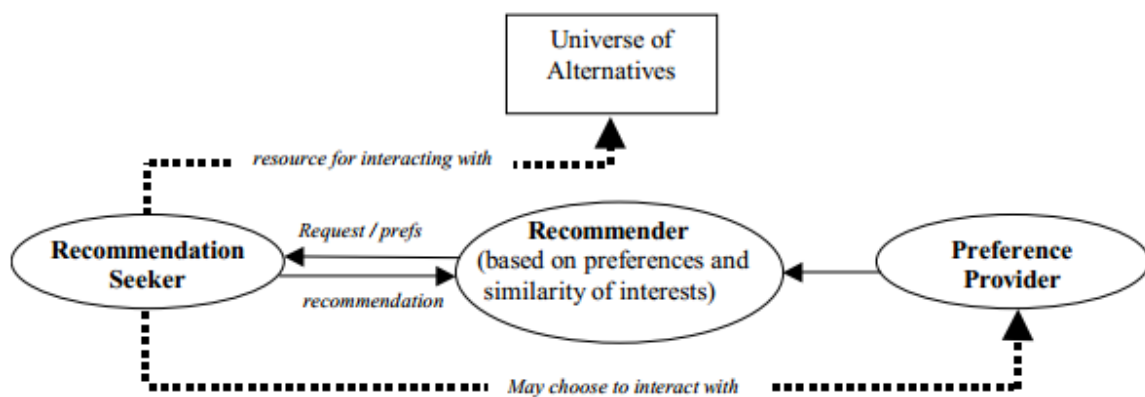 Universe of
Alternatives
resource for interacting with
Request / prefs
Recommendation
Seeker
recommendation
Recommender
(based on preferences and
similarity of interests)
Preference
Provider
May choose to interact with